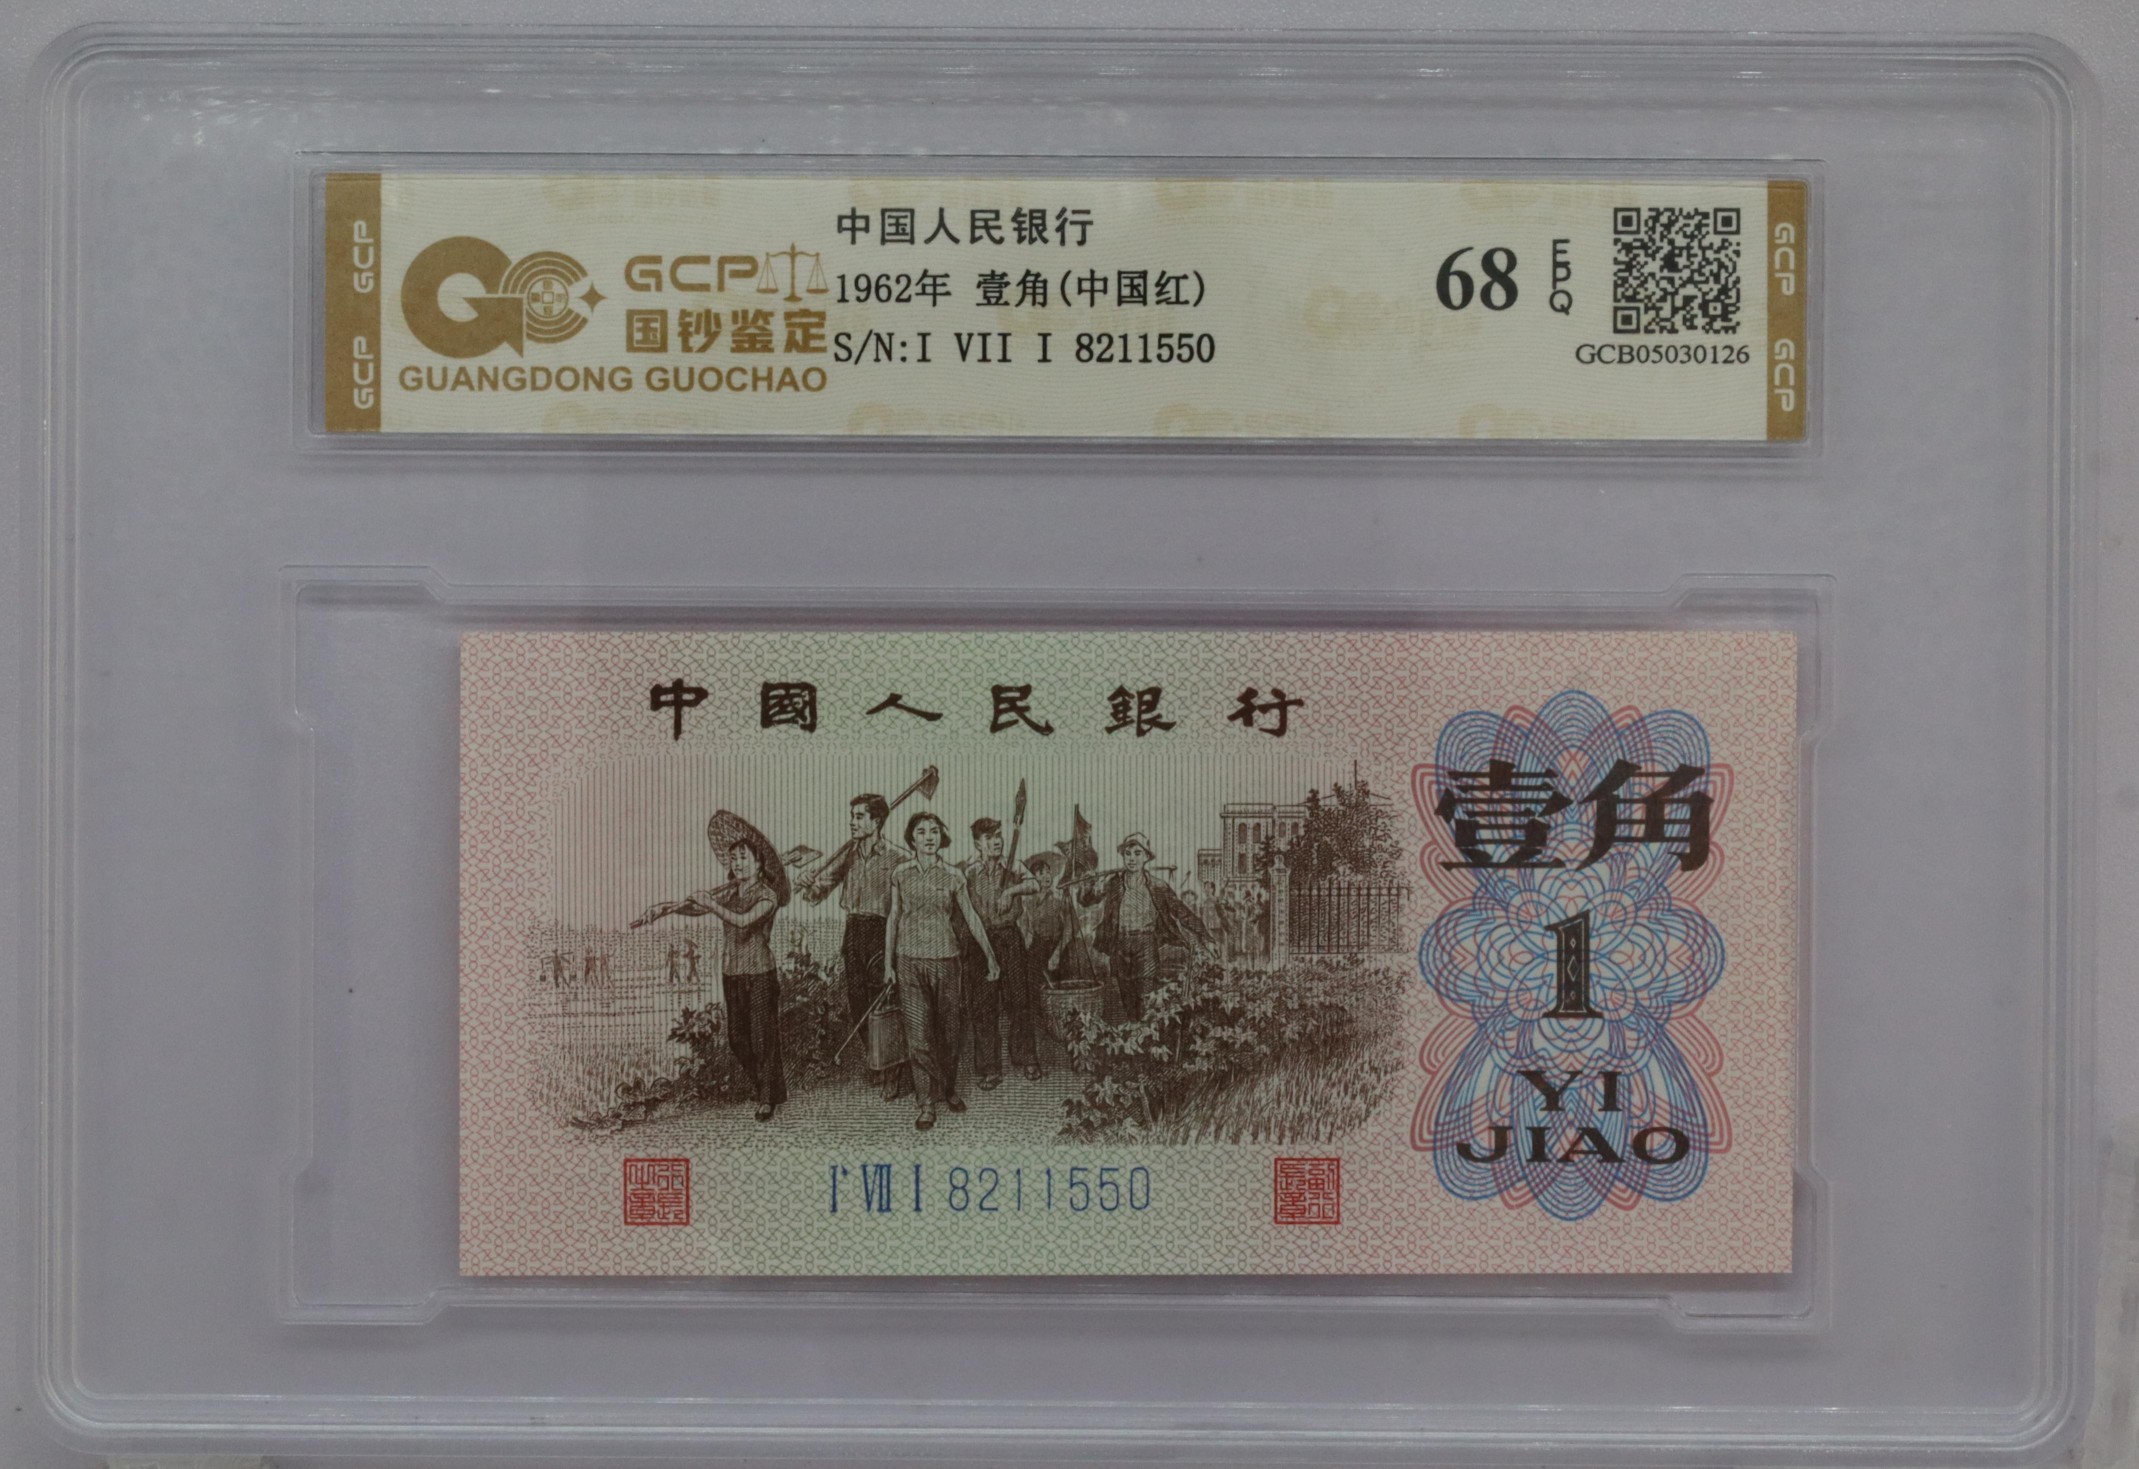 中国人民银行
GCP
1962年 壹角(中国红)
68 EPQ
国钞鉴定
S/N:I VII I 8211550
GCB05030126
GUANGDONG GUOCHAO
GCP GCP
GCP GCP
中國人民銀行
壹角
1
YI
JIAO
I VII I 8211550